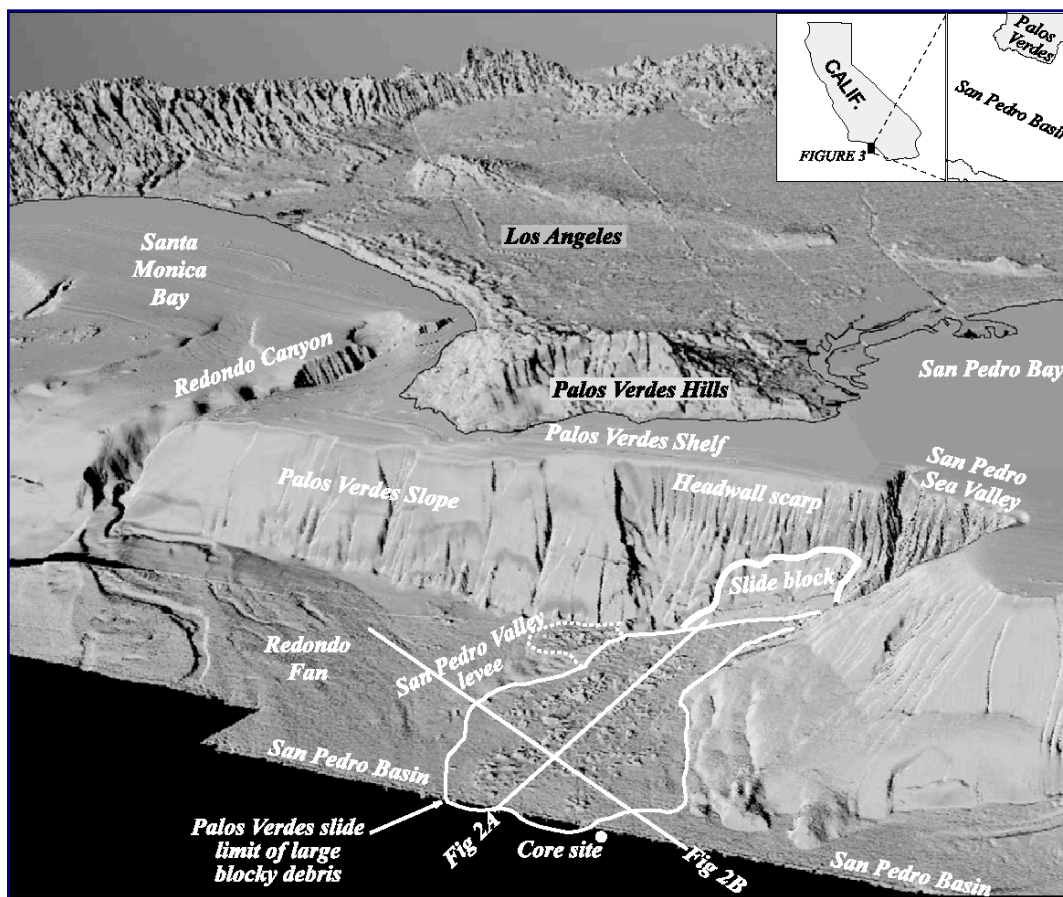 Palos
Verdes
CALIF.
San Pedro Basin
FIGURE 3
Santa
Monica
Bay
Los Angeles
Redondo Canyon
San Pedro Bay
Palos Verdes Hills
Palos Verdes Shelf
San Pedro
Sea Valley
Palos Verdes Slope
Headwall scarp
Slide block
Redondo
Fan
San Pedro Valley
levee
San Pedro Basin
Palos Verdes slide
limit of large
blocky debris
Fig 2A
Core site
Fig 2B
San Pedro Basin